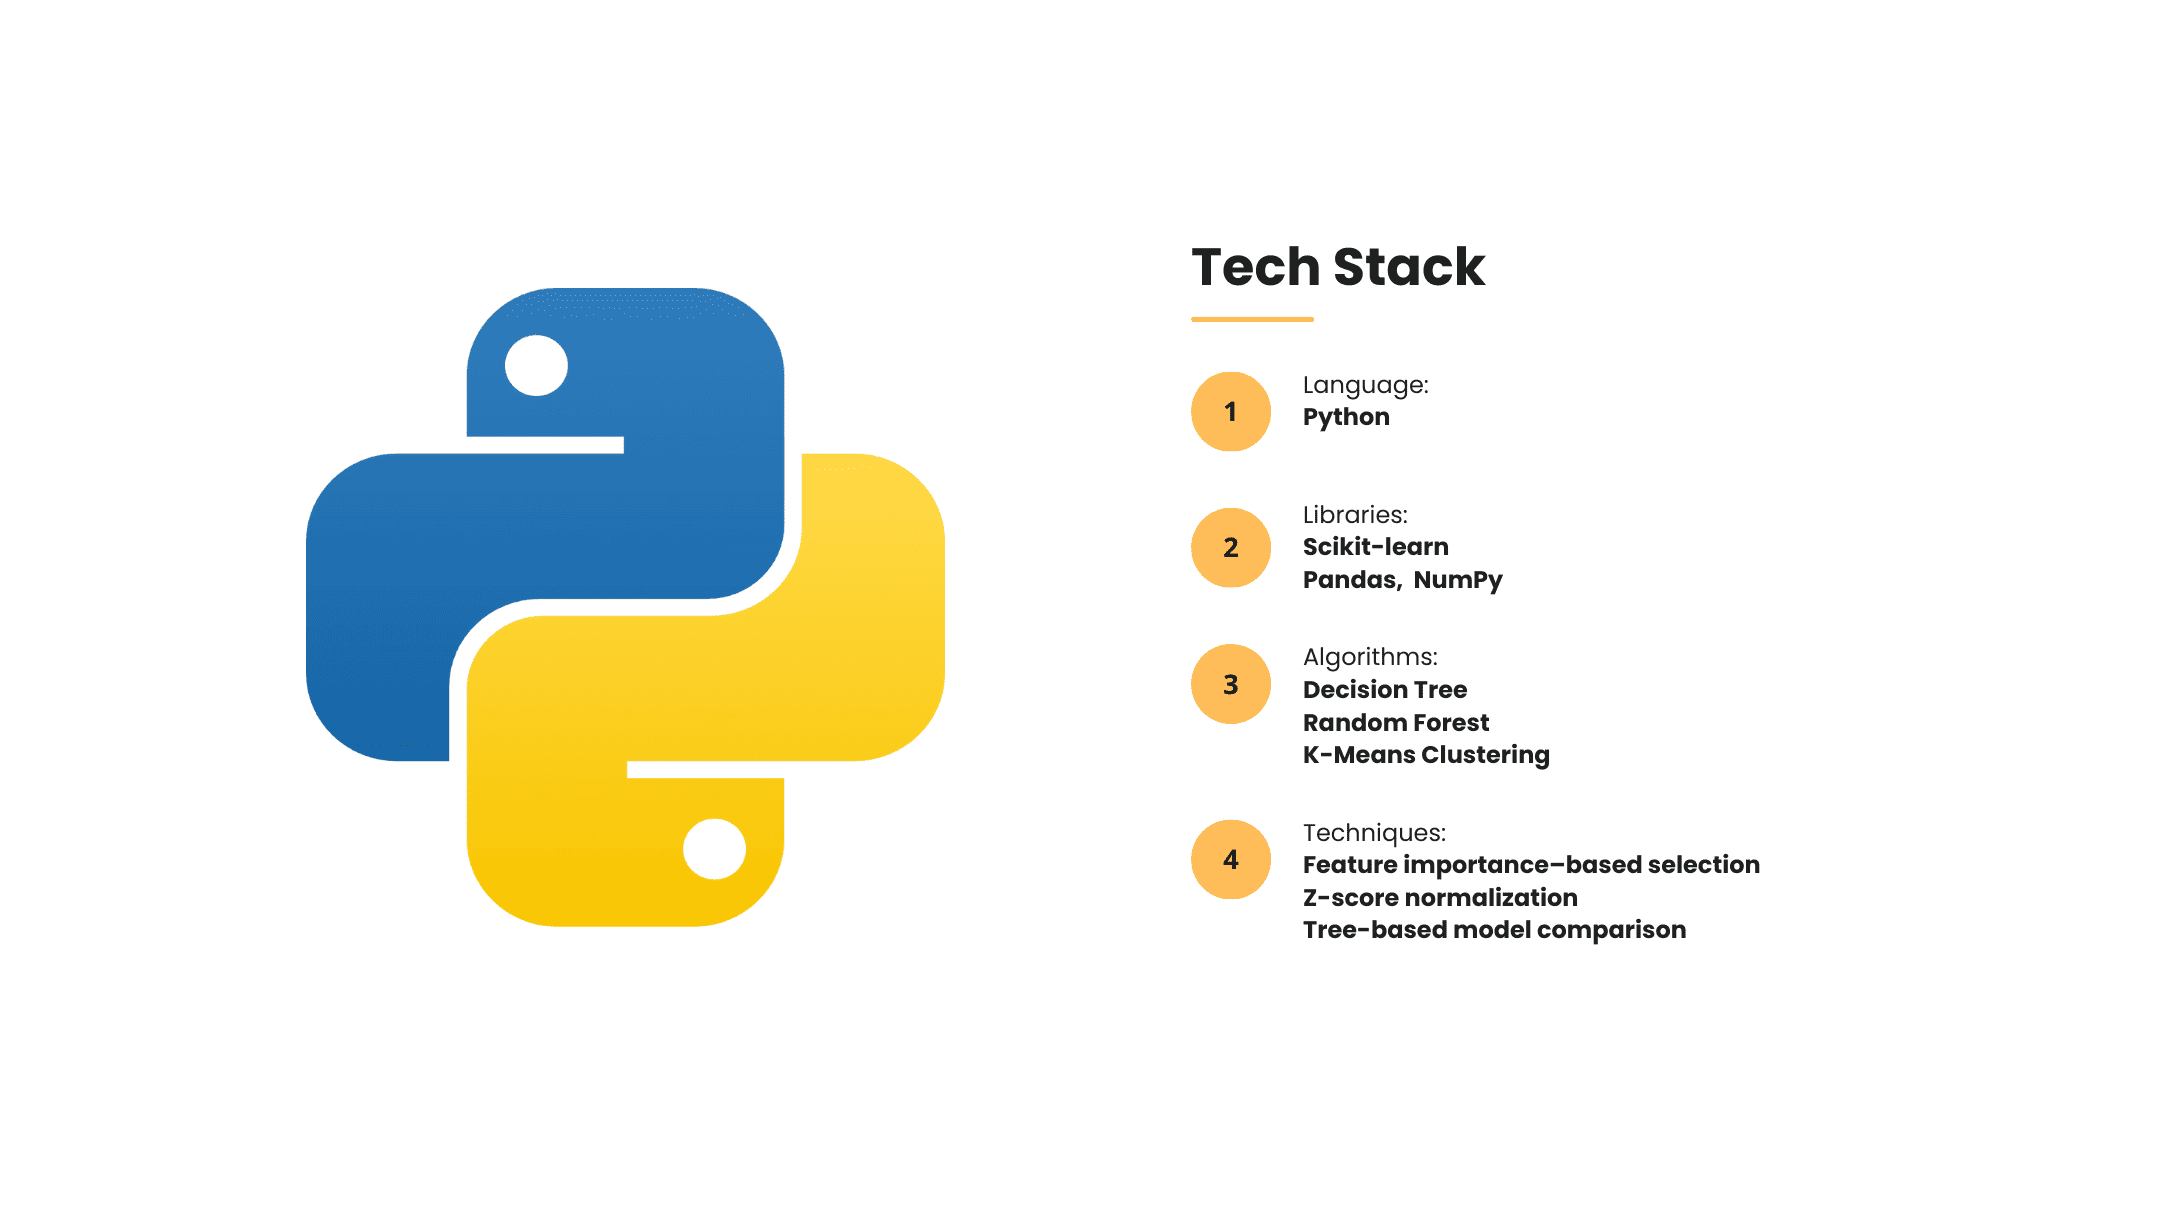 Tech Stack
1
Language:
Python
2
Libraries:
Scikit-learn
Pandas,  NumPy
3
Algorithms:
Decision Tree
Random Forest
K-Means Clustering
4
Techniques:
Feature importance–based selection
Z-score normalization
Tree-based model comparison